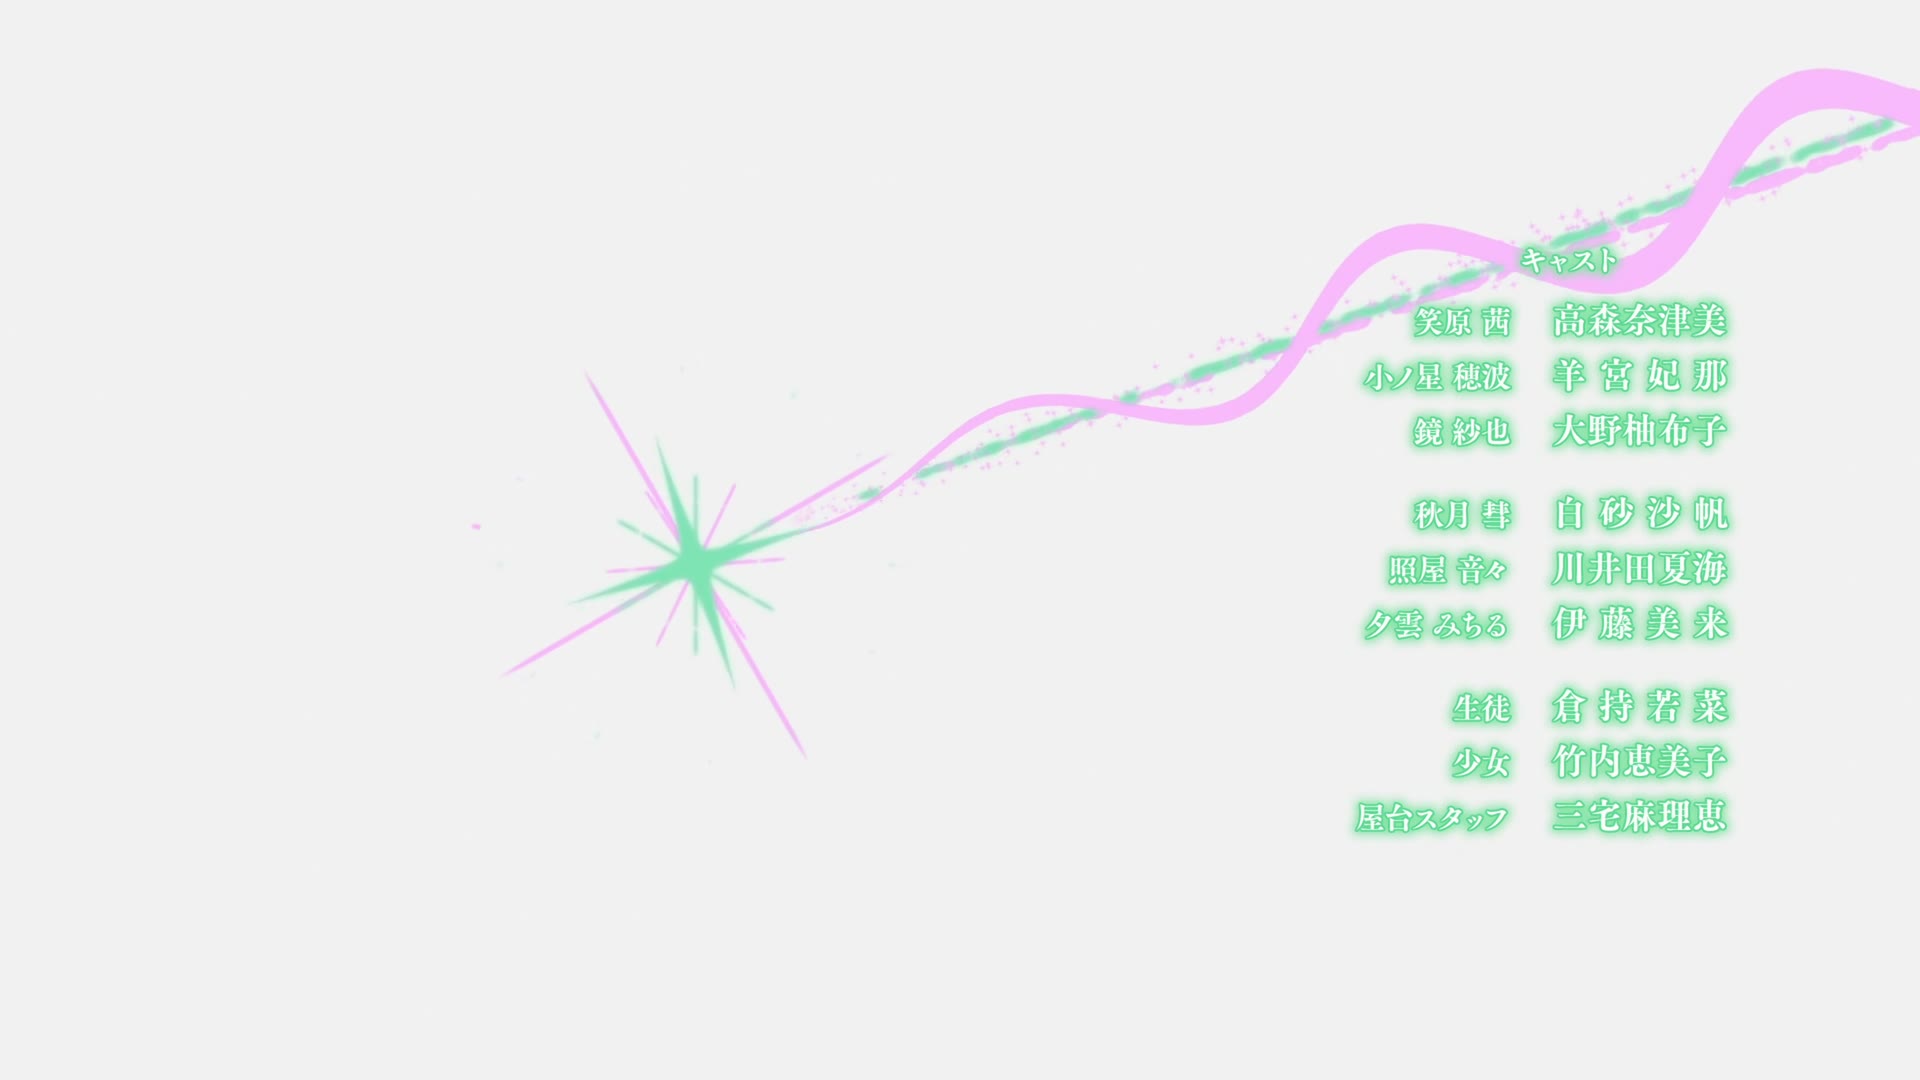 キャスト
笑原 茜 高森奈津美
小ノ星 穂波 羊宮妃那
鏡 紗也 大野柚布子
秋月 彗 白砂沙帆
照屋 音々 川井田夏海
夕雲 みちる 伊藤美来
生徒 倉持若菜
少女 竹内恵美子
屋台スタッフ 三宅麻理恵